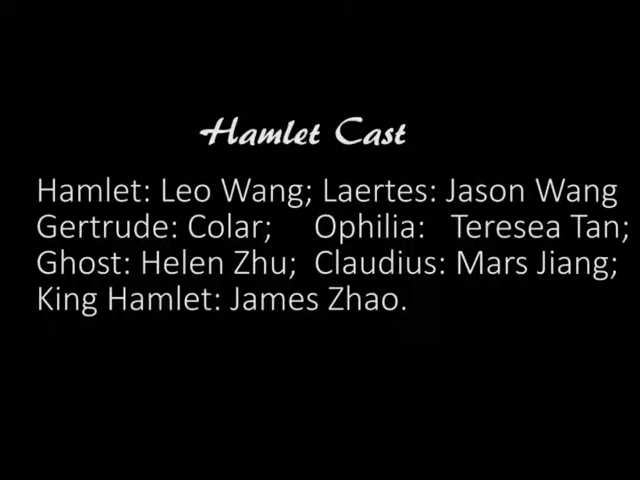 Hamlet Cast
Hamlet: Leo Wang; Laertes: Jason Wang
Gertrude: Colar; Ophilia: Teresea Tan;
Ghost: Helen Zhu; Claudius: Mars Jiang;
King Hamlet: James Zhao.